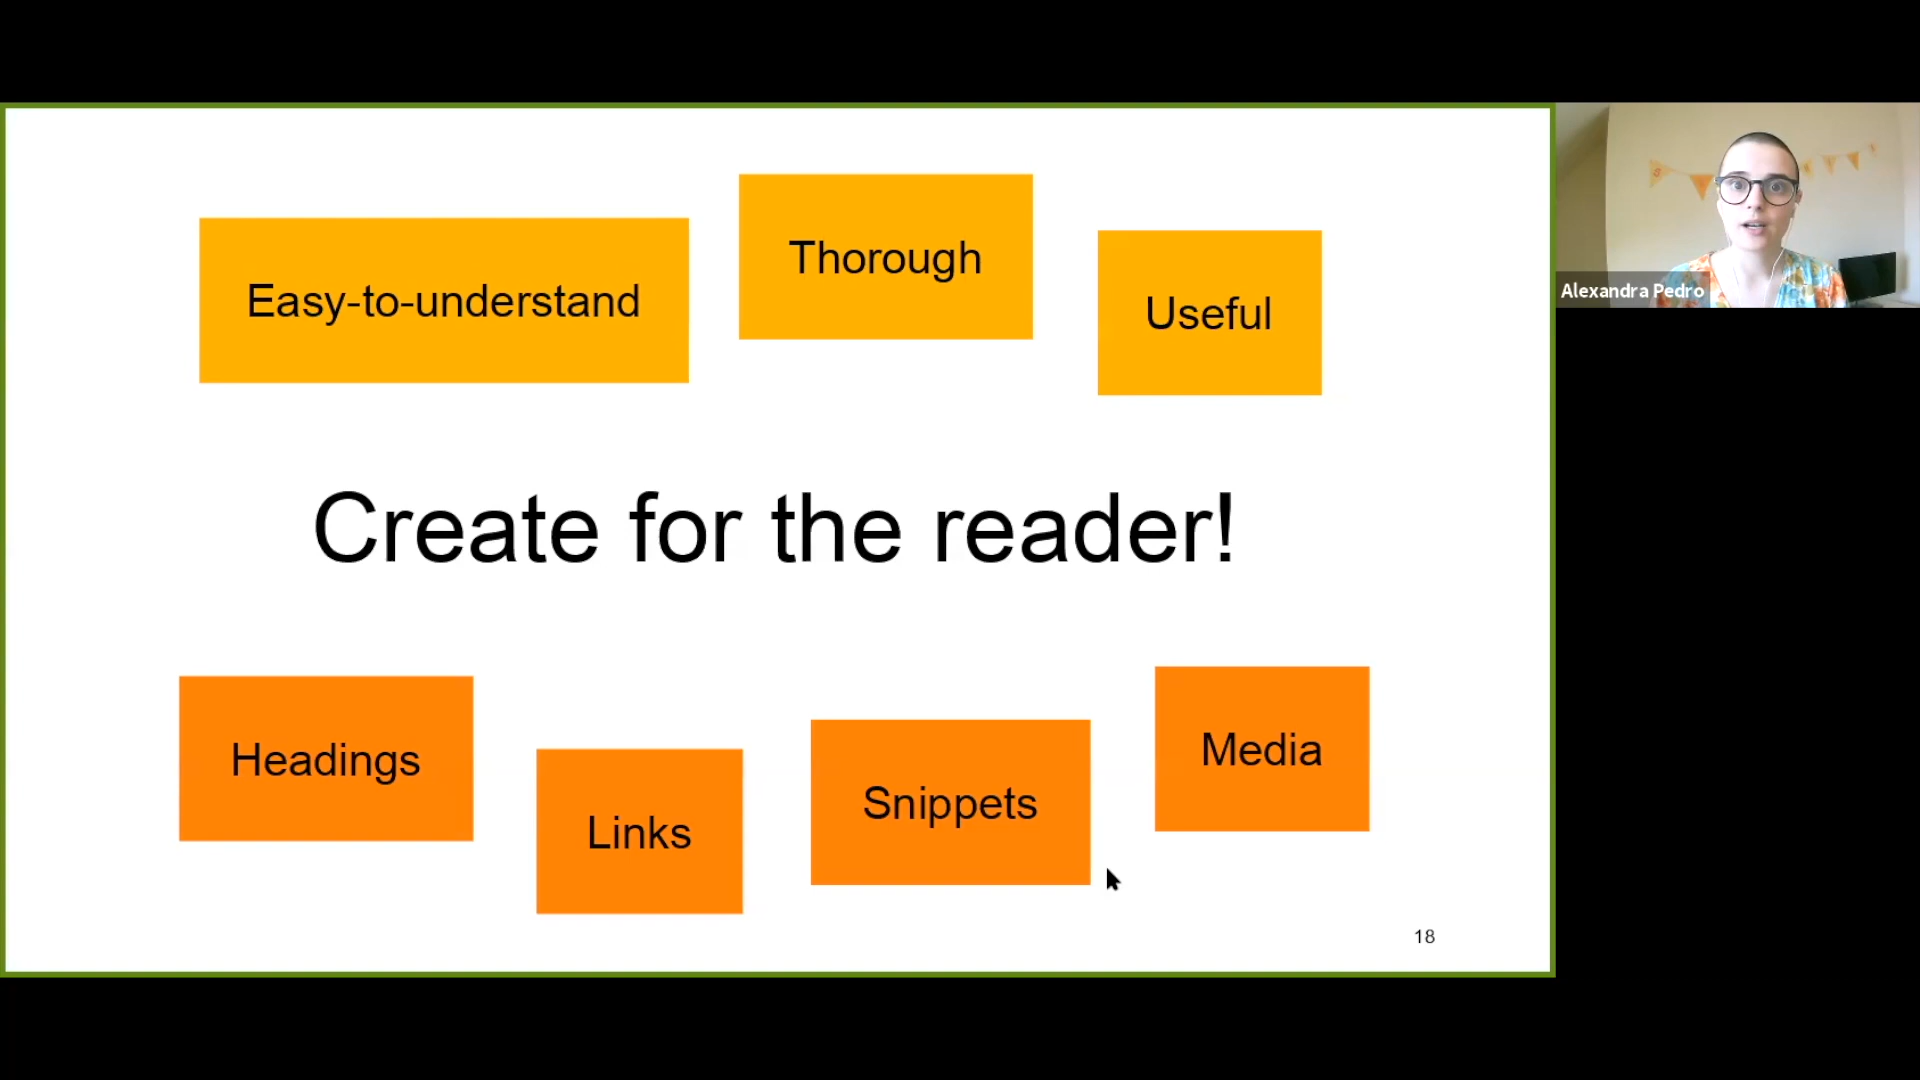 Easy-to-understand
Thorough
Useful
Create for the reader!
Headings
Links
Snippets
Media
18
Alexandra Pedro